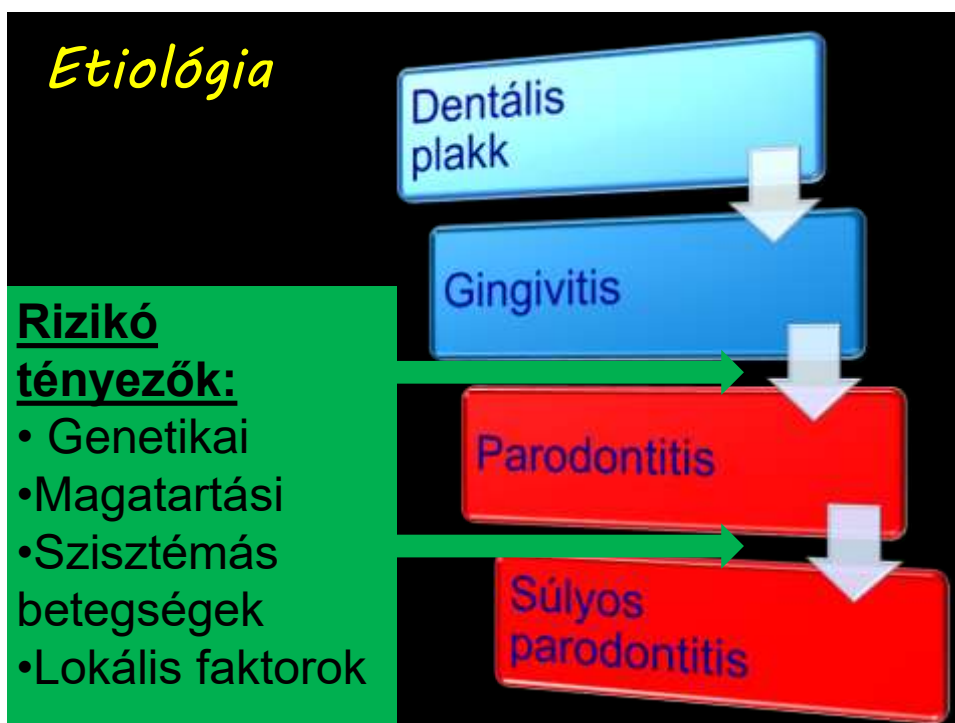 Etiológia
Dentális
plakk
Gingivitis
Parodontitis
Súlyos
parodontitis
Rizikó
tényezők:
• Genetikai
•Magatartási
•Szisztémás
betegségek
•Lokális faktorok